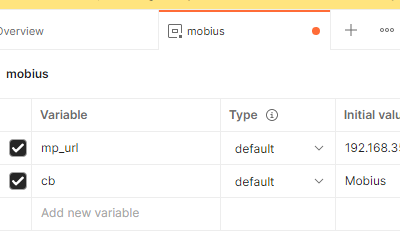 Overview
mobius
mobius
Variable Type Initial valu
mp_url default 192.168.3
cb default Mobius
Add new variable